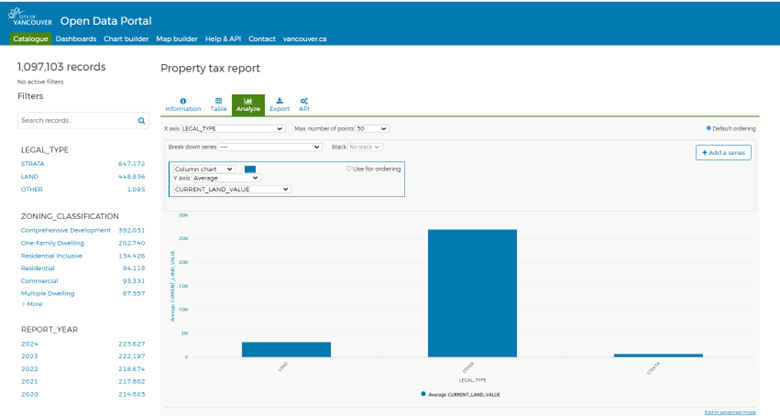 CITY OF
VANCOUVER
Open Data Portal
Catalogue Dashboards Chart builder Map builder Help & API Contact vancouver.ca
1,097,103 records
No active filters
Filters
Search records...
LEGAL_TYPE
STRATA 647,172
LAND 448,836
OTHER 1,095
ZONING_CLASSIFICATION
Comprehensive Development 392,031
One-Family Dwelling 202,740
Residential Inclusive 134,426
Residential 94,118
Commercial 93,331
Multiple Dwelling 87,557
> More
REPORT_YEAR
2024 223,627
2023 222,197
2022 218,674
2021 217,802
2020 214,803
Property tax report
Information Table Analyze Export API
X axis LEGAL_TYPE Max. number of points 50 Default ordering
Break down series ---- Stack No stack
+ Add a series
Column chart Use for ordering
Y axis Average
CURRENT_LAND_VALUE
30M
25M
20M
15M
10M
5M
0
Average CURRENT_LAND_VALUE
LAND OTHER STRATA
LEGAL_TYPE
Average CURRENT_LAND_VALUE
Edit in advanced mode